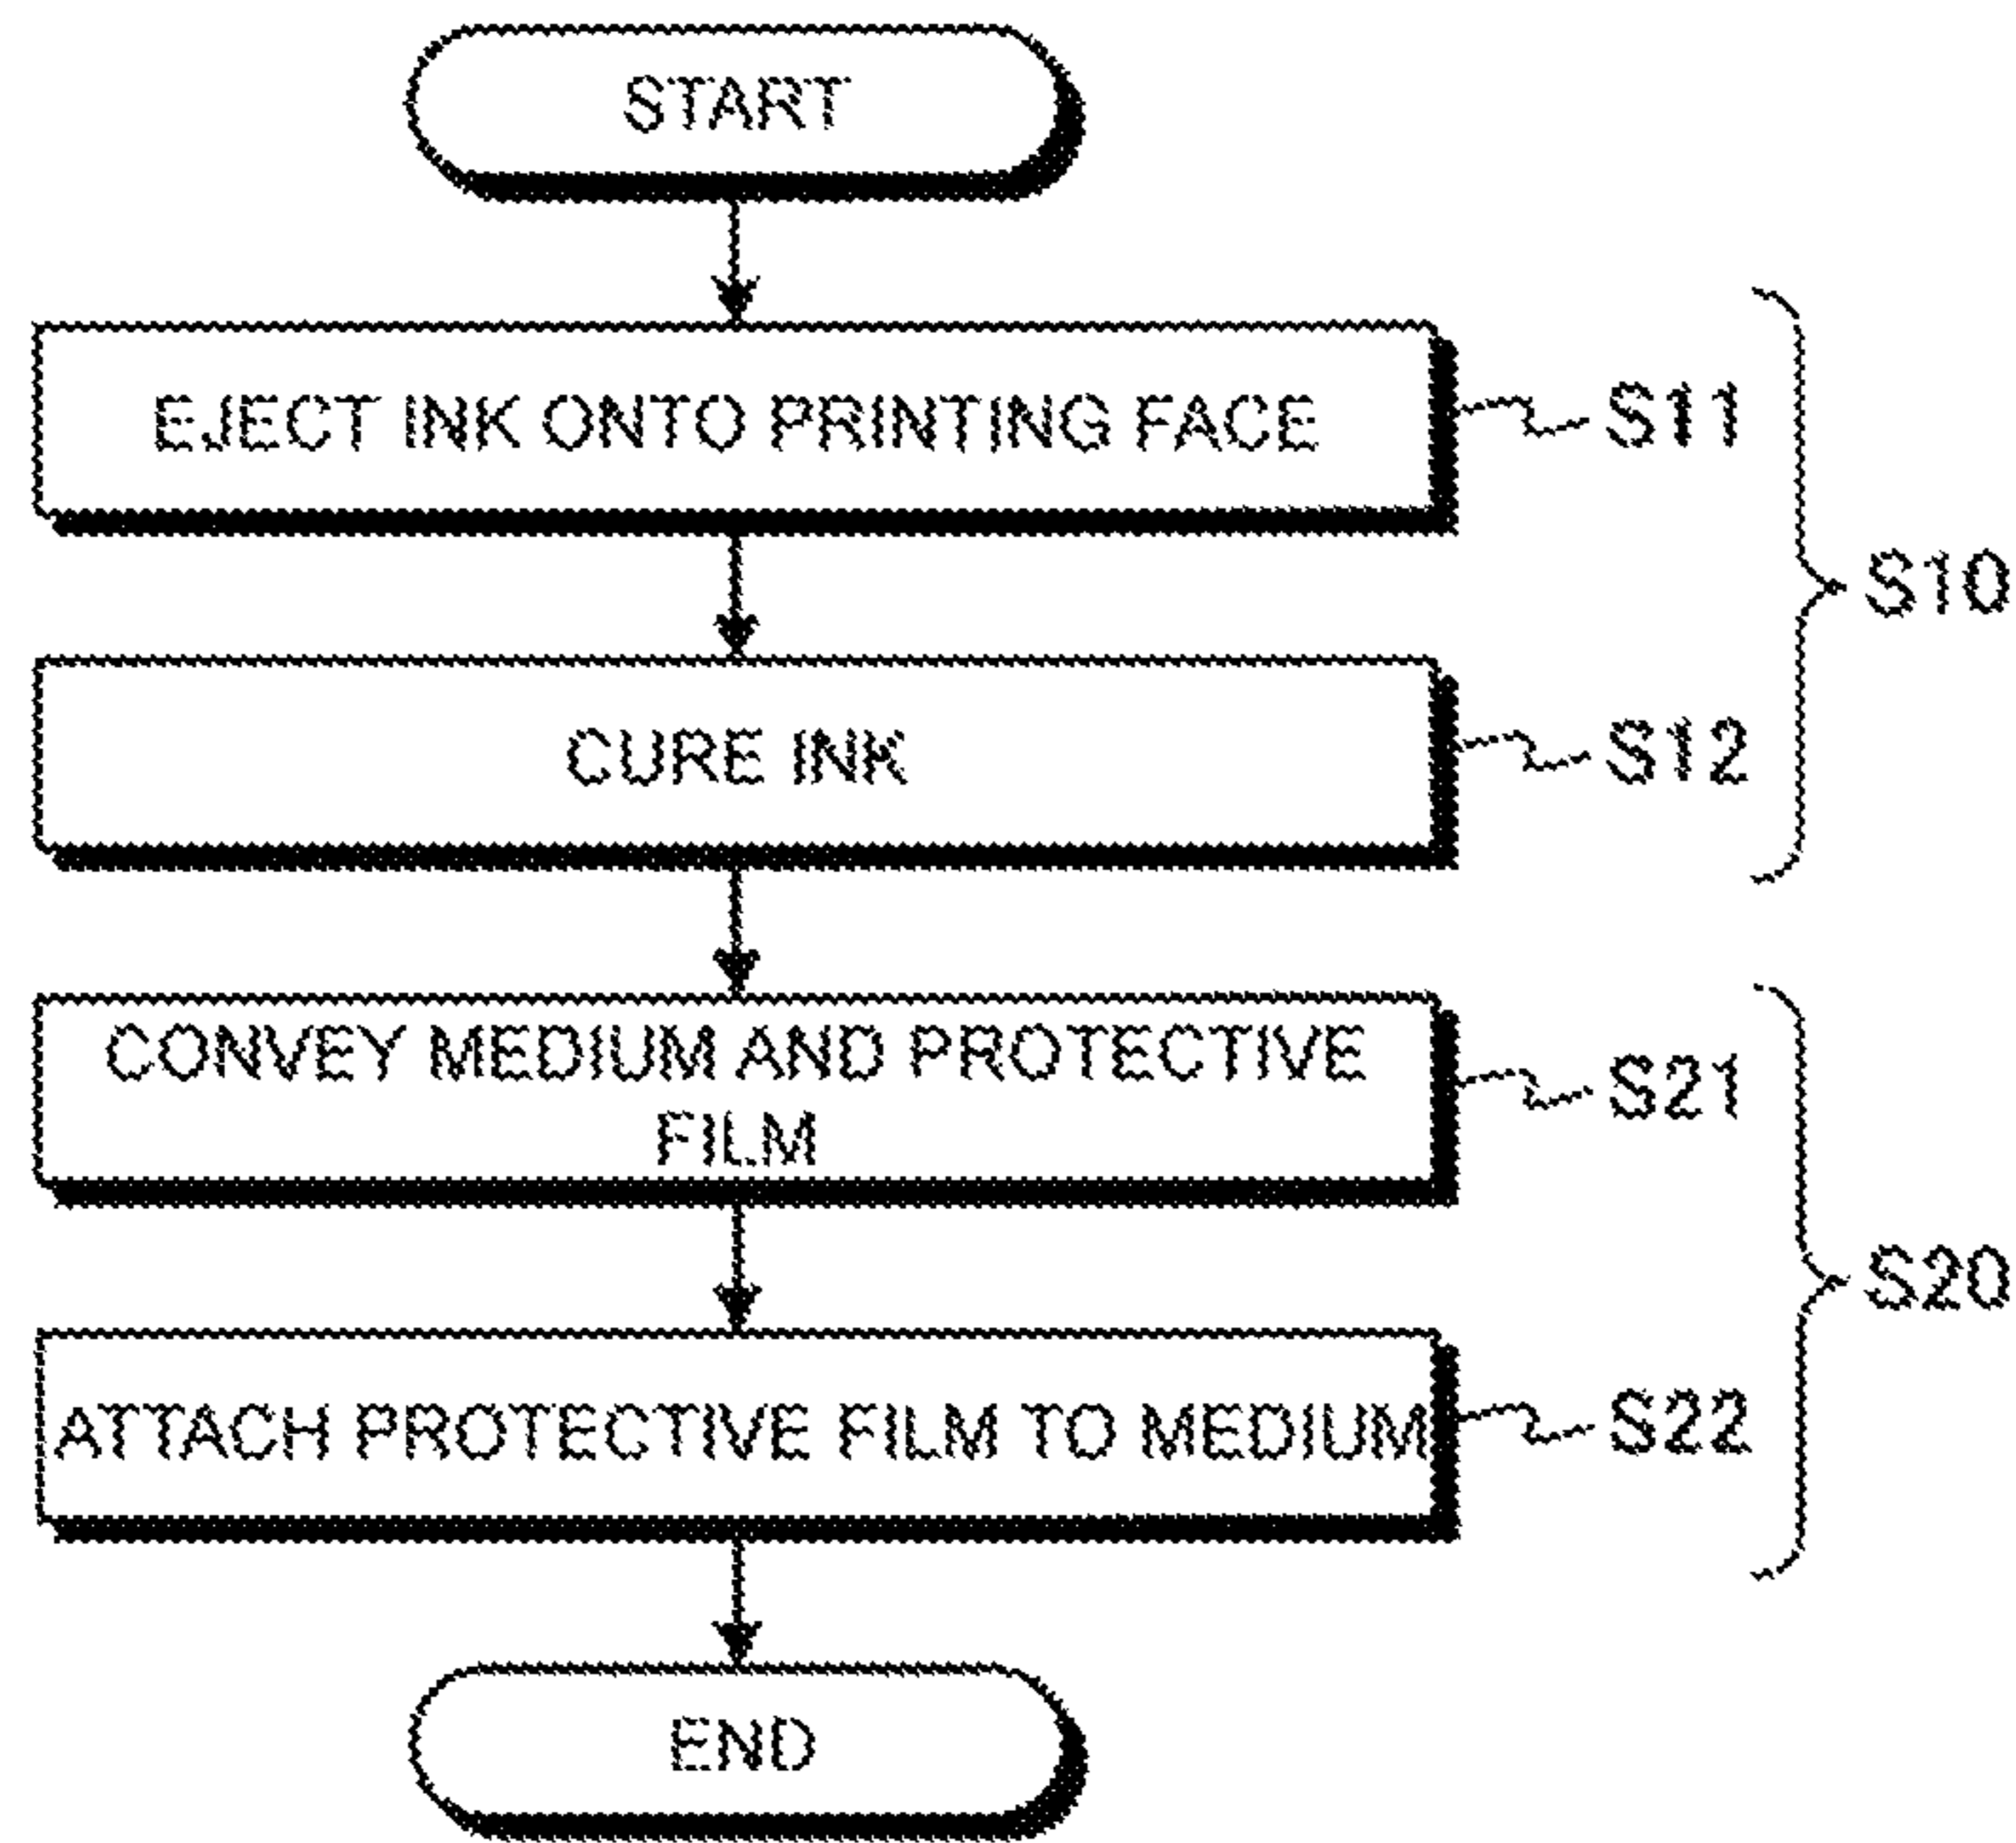 START
EJECT INK ONTO PRINTING FACE
S11
S10
CURE INK
S12
CONVEY MEDIUM AND PROTECTIVE
FILM
S21
S20
ATTACH PROTECTIVE FILM TO MEDIUM
S22
END